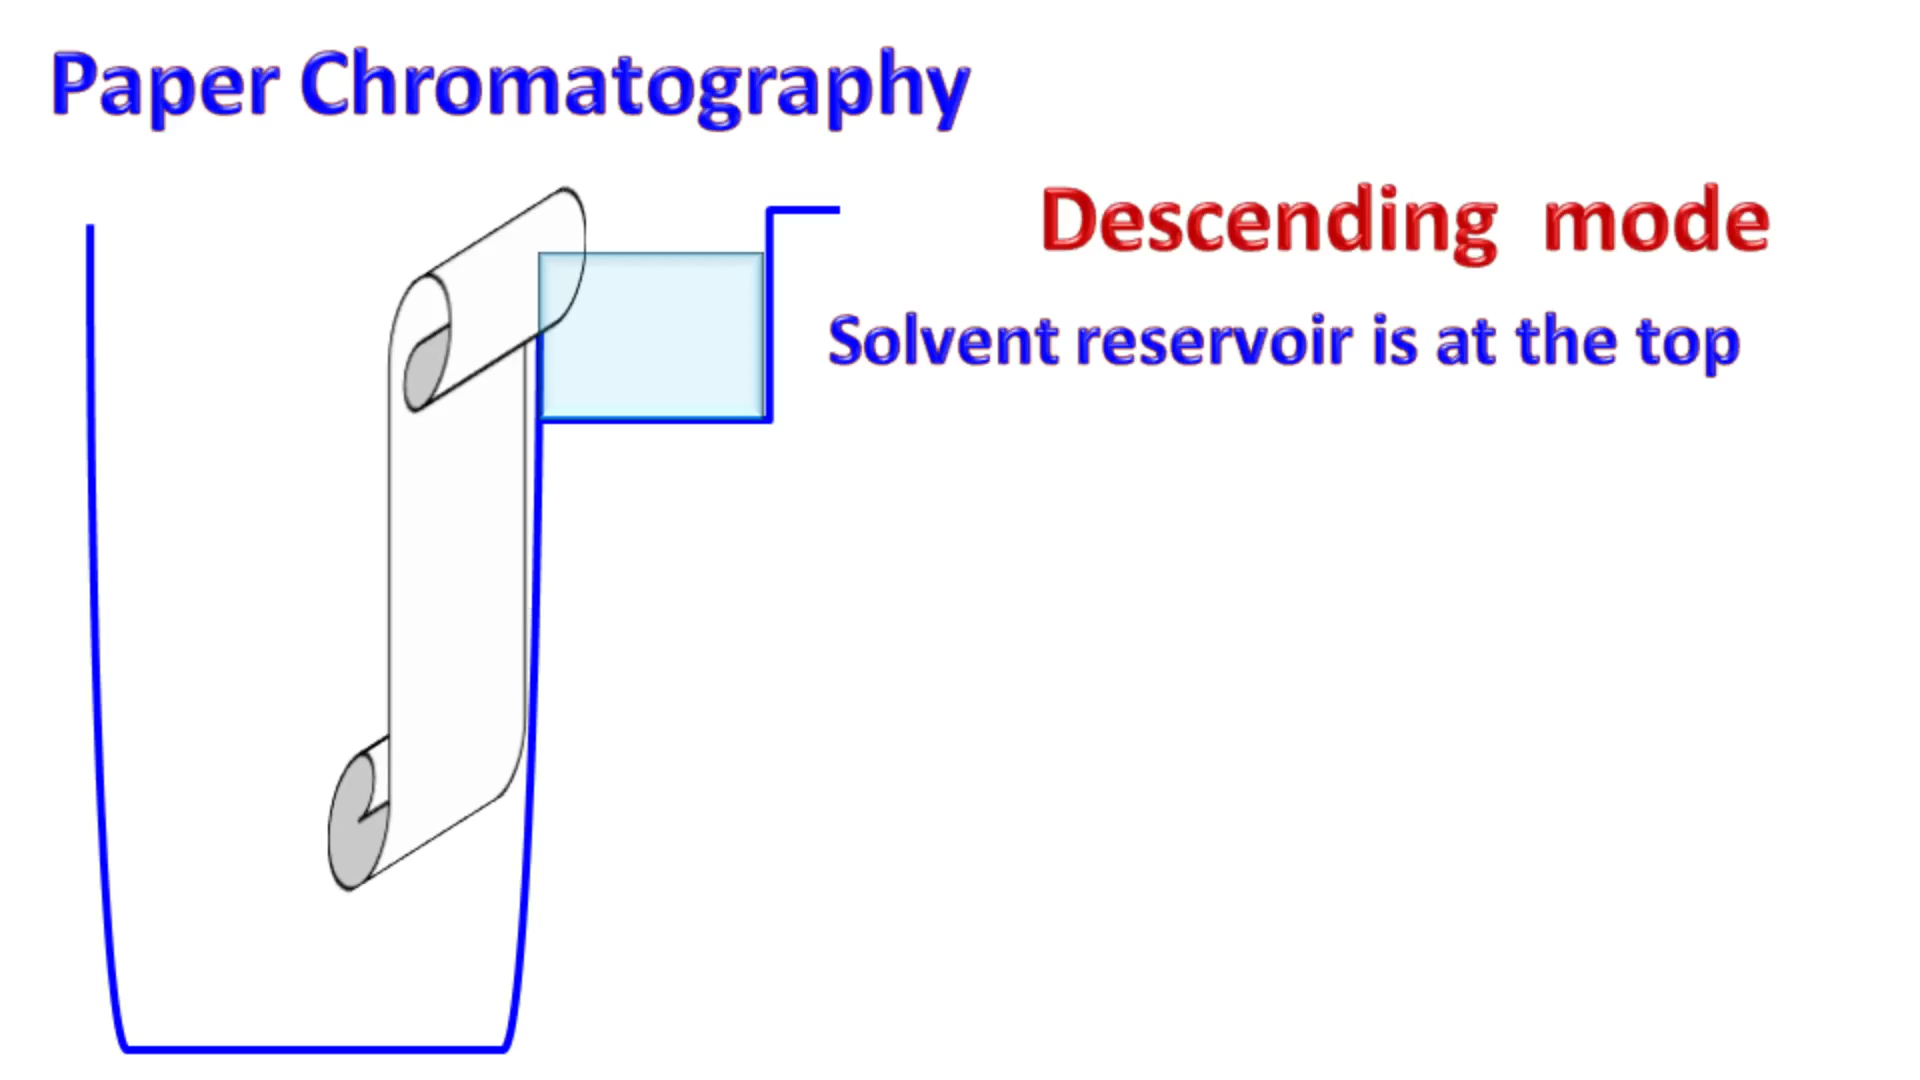 Paper Chromatography
Descending mode
Solvent reservoir is at the top